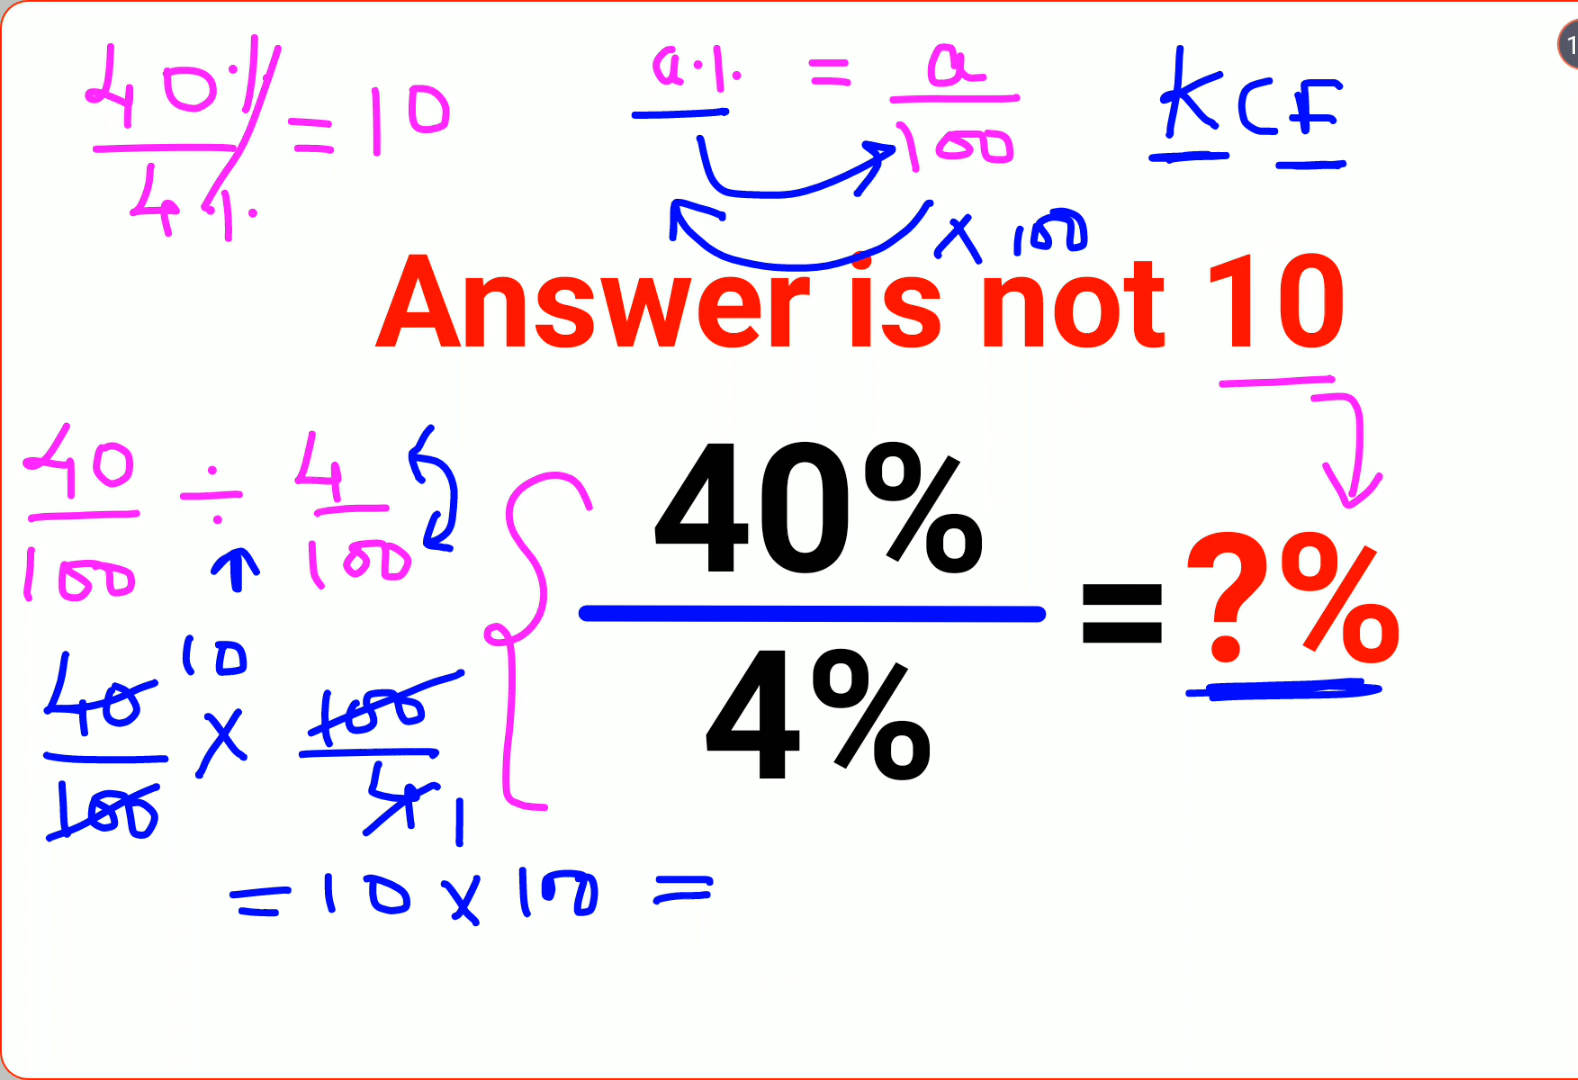 40% / 4% = 10
a% = a / 100
KCF
× 100
Answer is not 10
40% / 4% = ?%
40 / 100 ÷ 4 / 100
10
40 / 100 × 100 / 4
1
= 10 × 100 =